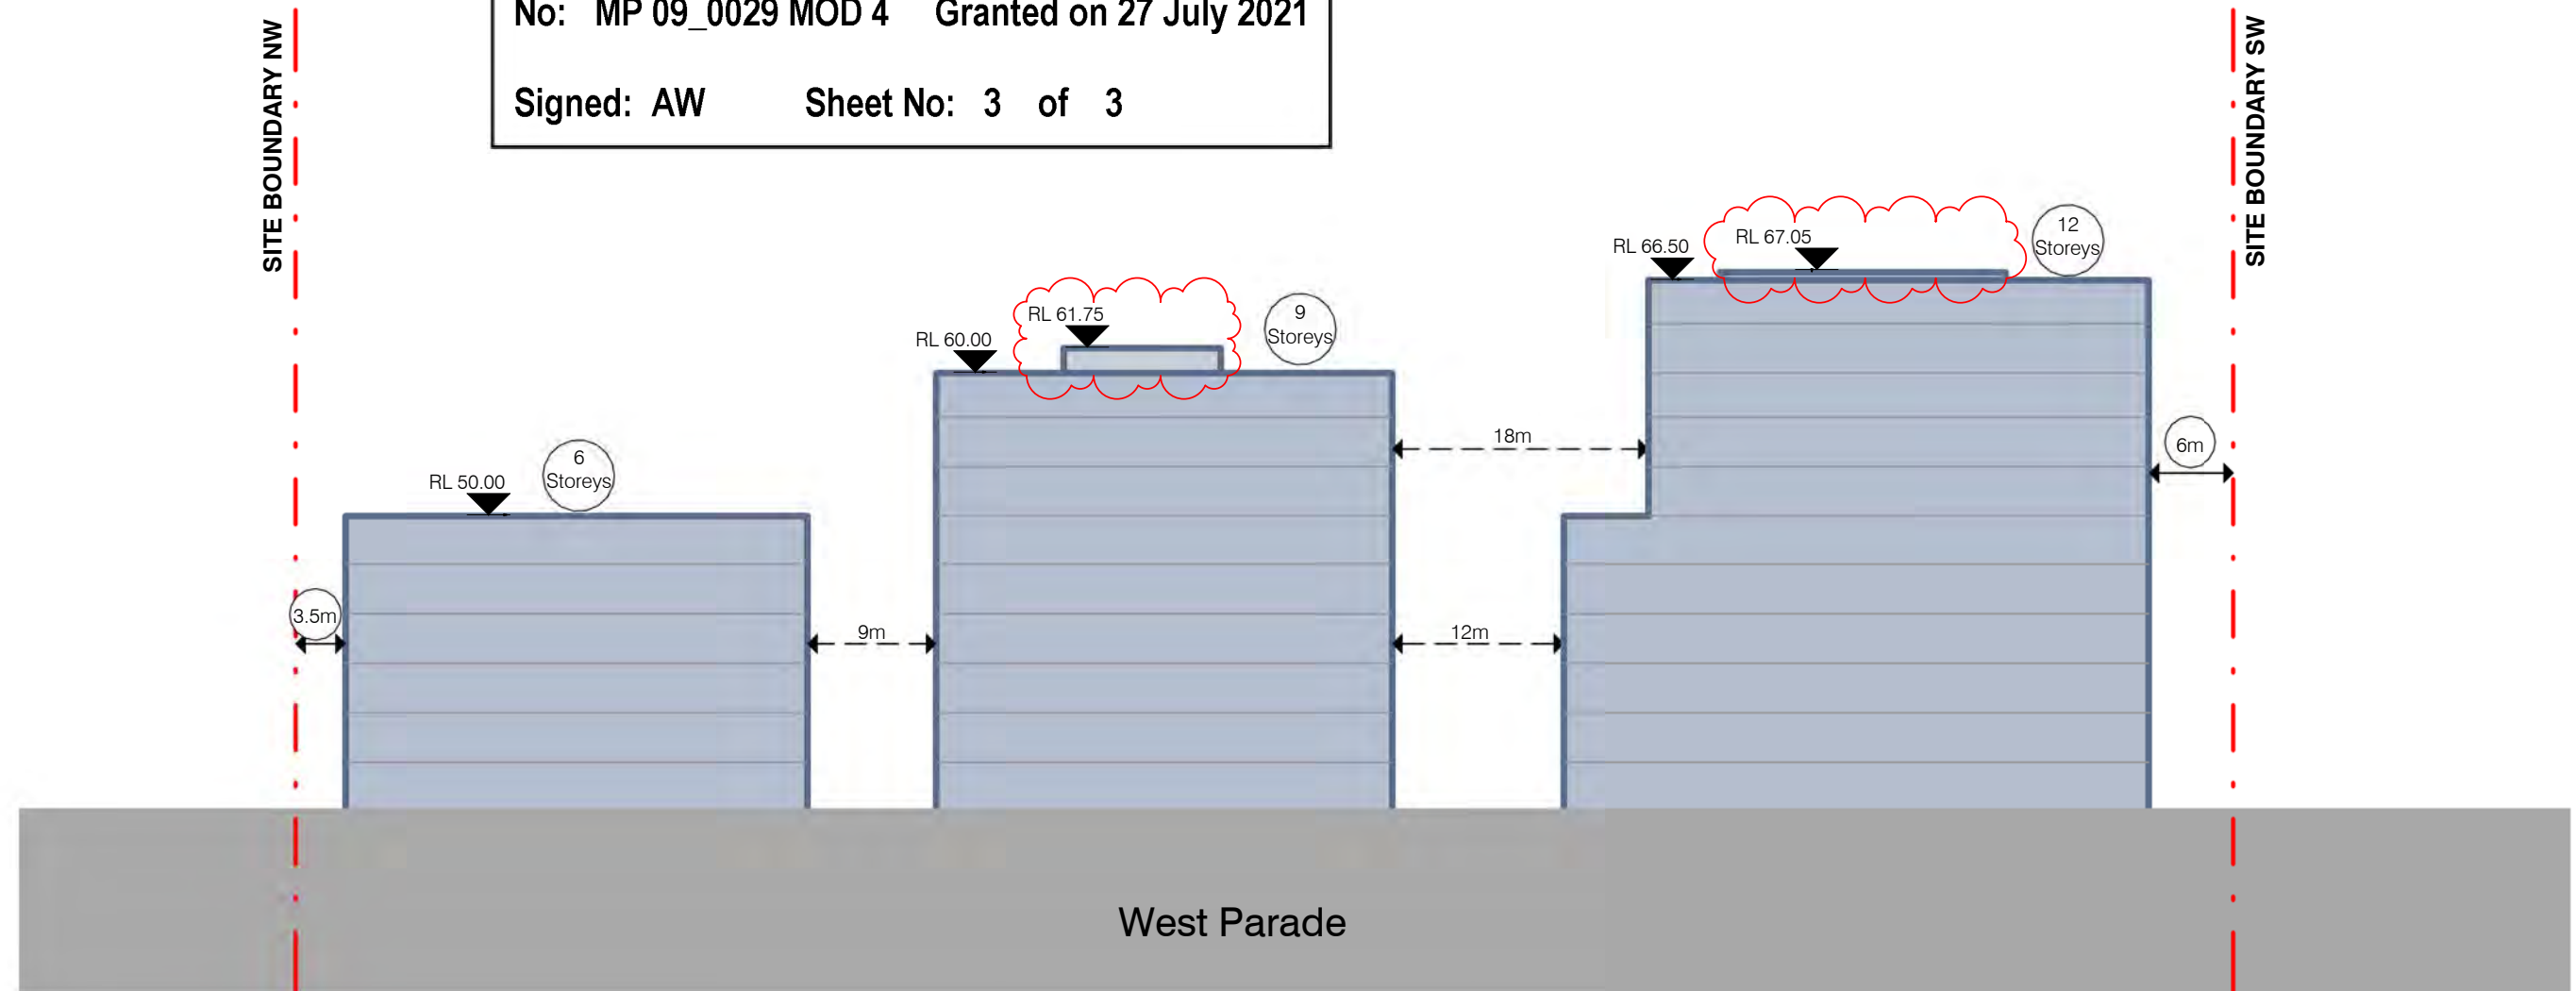 No: MP 09_0029 MOD 4 Granted on 27 July 2021
Signed: AW Sheet No: 3 of 3
SITE BOUNDARY NW
SITE BOUNDARY SW
12
Storeys
RL 67.05
RL 66.50
9
Storeys
RL 61.75
RL 60.00
18m
6m
6
Storeys
RL 50.00
3.5m
9m
12m
West Parade